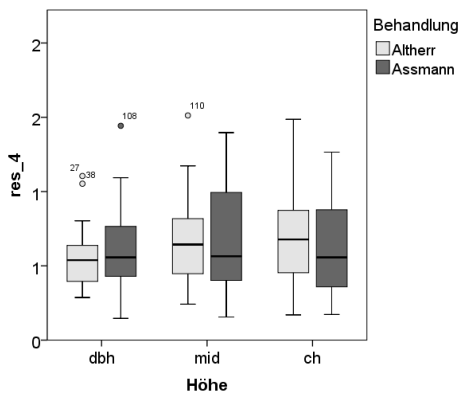 Behandlung
Altherr
Assmann
2
2
1
1
0
res_4
27
38
108
110
dbh
mid
ch
Höhe